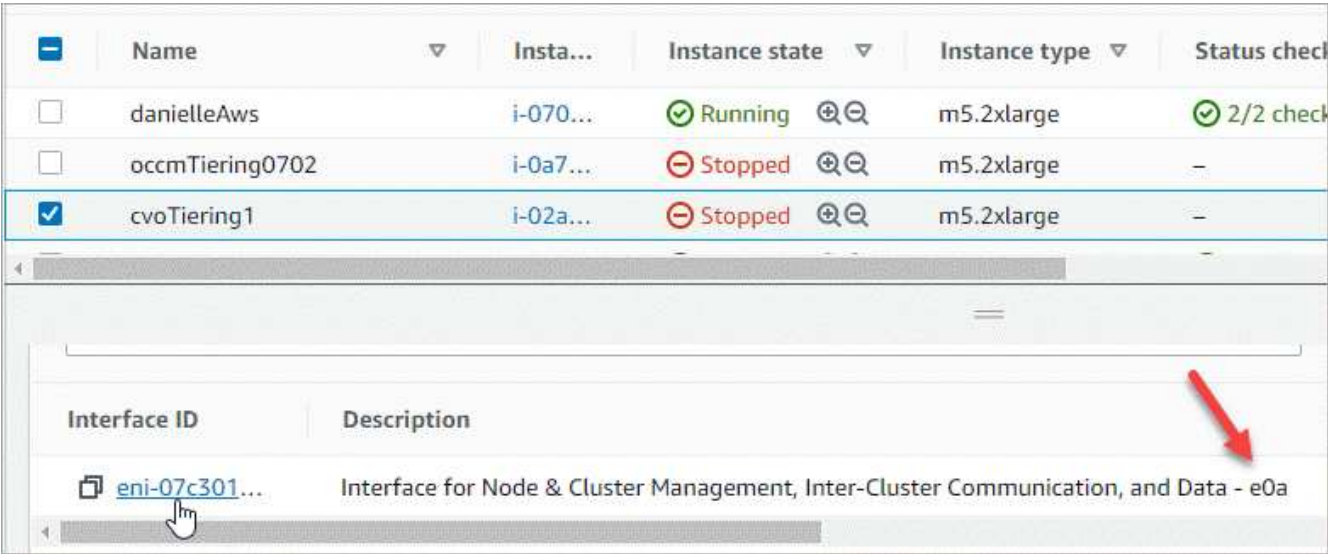 Name Insta... Instance state Instance type Status check
danielleAws i-070... Running m5.2xlarge 2/2 check
occmTiering0702 i-0a7... Stopped m5.2xlarge –
cvoTiering1 i-02a... Stopped m5.2xlarge –
Interface ID Description
eni-07c301... Interface for Node & Cluster Management, Inter-Cluster Communication, and Data - e0a